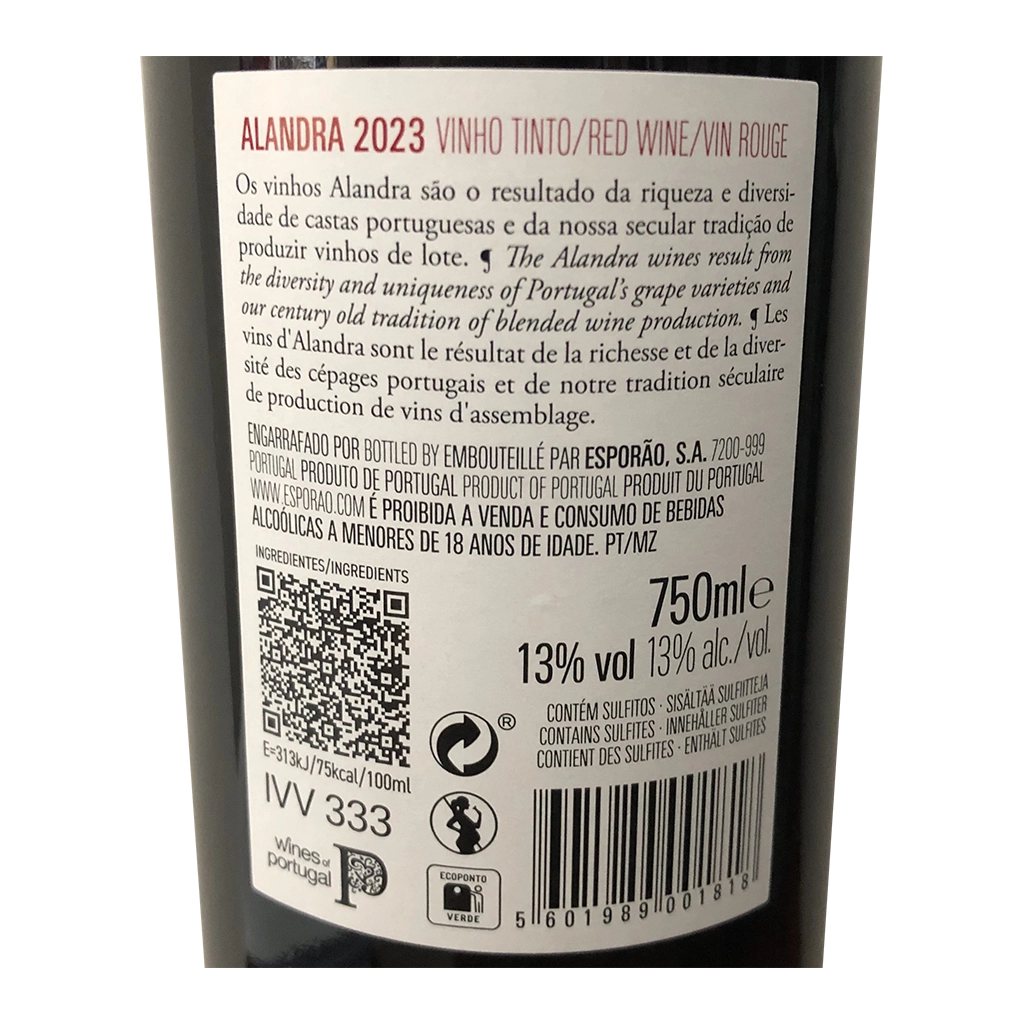 ALANDRA 2023 VINHO TINTO/RED WINE/VIN ROUGE
Os vinhos Alandra são o resultado da riqueza e diversi-
dade de castas portuguesas e da nossa secular tradição de
produzir vinhos de lote. ¶ The Alandra wines result from
the diversity and uniqueness of Portugal's grape varieties and
our century old tradition of blended wine production. ¶ Les
vins d'Alandra sont le résultat de la richesse et de la diver-
sité des cépages portugais et de notre tradition séculaire
de production de vins d'assemblage.
ENGARRAFADO POR BOTTLED BY EMBOUTEILLÉ PAR ESPORÃO, S.A. 7200-999
PORTUGAL PRODUTO DE PORTUGAL PRODUCT OF PORTUGAL PRODUIT DU PORTUGAL
WWW.ESPORAO.COM É PROIBIDA A VENDA E CONSUMO DE BEBIDAS
ALCOÓLICAS A MENORES DE 18 ANOS DE IDADE. PT/MZ
INGREDIENTES/INGREDIENTS
750ml℮
13% vol 13% alc./vol.
CONTÉM SULFITOS · SISÄLTÄÄ SULFIITTEJA
CONTAINS SULFITES · INNEHÅLLER SULFITER
CONTIENT DES SULFITES · ENTHÄLT SULFITES
®
E=313kJ/75kcal/100ml
IVV 333
wines of
portugal
P
ECOPONTO
VERDE
5 601989 001818